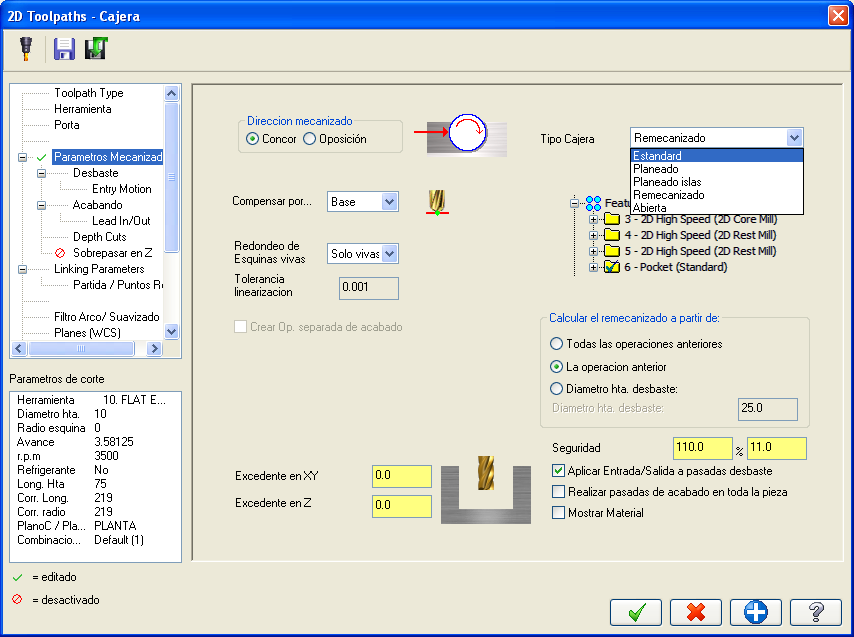 2D Toolpaths - Cajera
Toolpath Type
Herramienta
Porta
Parametros Mecanizad
Desbaste
Entry Motion
Acabando
Lead In/Out
Depth Cuts
Sobrepasar en Z
Linking Parameters
Partida / Puntos R
Filtro Arco/ Suavizado
Planes (WCS)
Parametros de corte
Herramienta 10. FLAT E...
Diametro hta. 10
Radio esquina 0
Avance 3.58125
r.p.m 3500
Refrigerante No
Long. Hta 75
Corr. Long. 219
Corr. radio 219
PlanoC / Pla... PLANTA
Combinacio... Default (1)
= editado
= desactivado
Direccion mecanizado
Concor Oposición
Tipo Cajera Remecanizado
Estandard
Planeado
Planeado islas
Remecanizado
Abierta
Compensar por... Base
Redondeo de
Esquinas vivas Solo vivas
Tolerancia
linearizacion 0.001
Crear Op. separada de acabado
Featu
3 - 2D High Speed (2D Core Mill)
4 - 2D High Speed (2D Rest Mill)
5 - 2D High Speed (2D Rest Mill)
6 - Pocket (Standard)
Calcular el remecanizado a partir de:
Todas las operaciones anteriores
La operacion anterior
Diametro hta. desbaste:
Diametro hta. desbaste: 25.0
Seguridad 110.0 % 11.0
Aplicar Entrada/Salida a pasadas desbaste
Realizar pasadas de acabado en toda la pieza
Mostrar Material
Excedente en XY 0.0
Excedente en Z 0.0